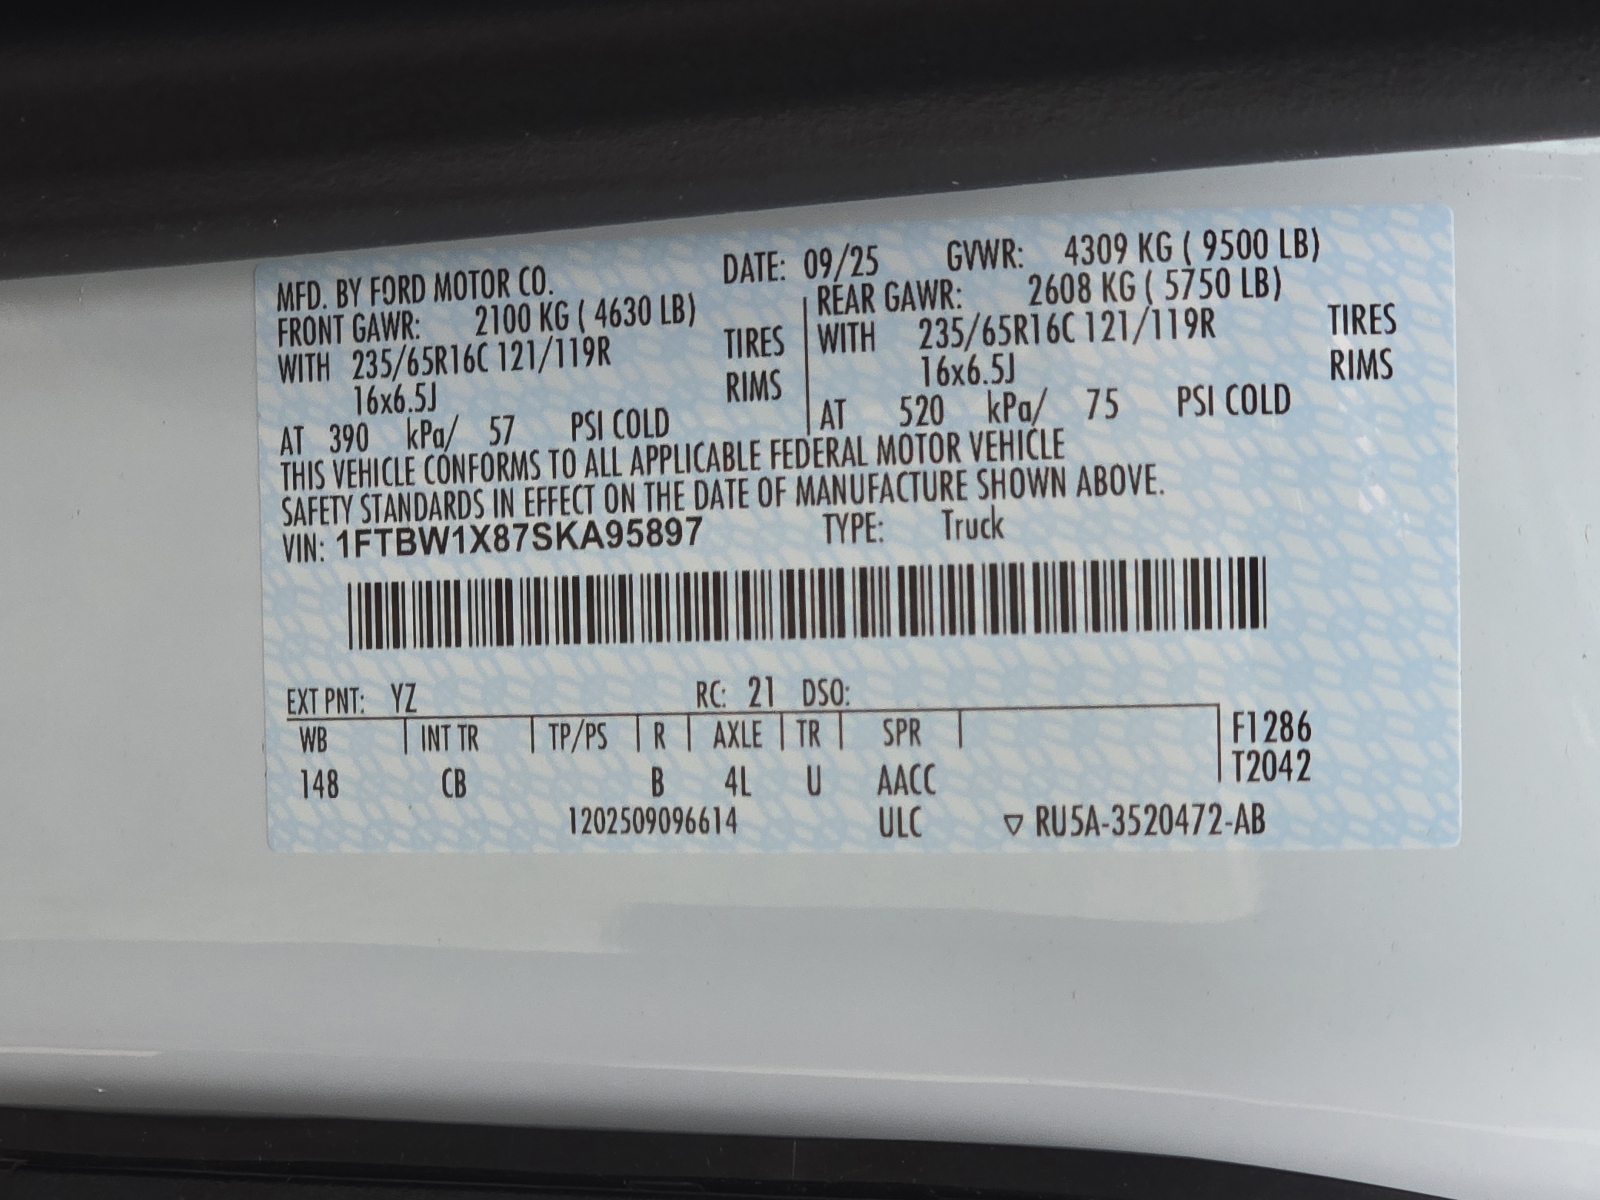 MFD. BY FORD MOTOR CO. DATE: 09/25 GVWR: 4309 KG ( 9500 LB)
FRONT GAWR: 2100 KG ( 4630 LB)
WITH 235/65R16C 121/119R TIRES
16x6.5J RIMS
AT 390 kPa/ 57 PSI COLD
REAR GAWR: 2608 KG ( 5750 LB)
WITH 235/65R16C 121/119R TIRES
16x6.5J RIMS
AT 520 kPa/ 75 PSI COLD
THIS VEHICLE CONFORMS TO ALL APPLICABLE FEDERAL MOTOR VEHICLE
SAFETY STANDARDS IN EFFECT ON THE DATE OF MANUFACTURE SHOWN ABOVE.
VIN: 1FTBW1X87SKA95897 TYPE: Truck
EXT PNT: YZ RC: 21 DSO:
WB INT TR TP/PS R AXLE TR SPR F1286
148 CB B 4L U AACC T2042
1202509096614 ULC ▽ RU5A-3520472-AB